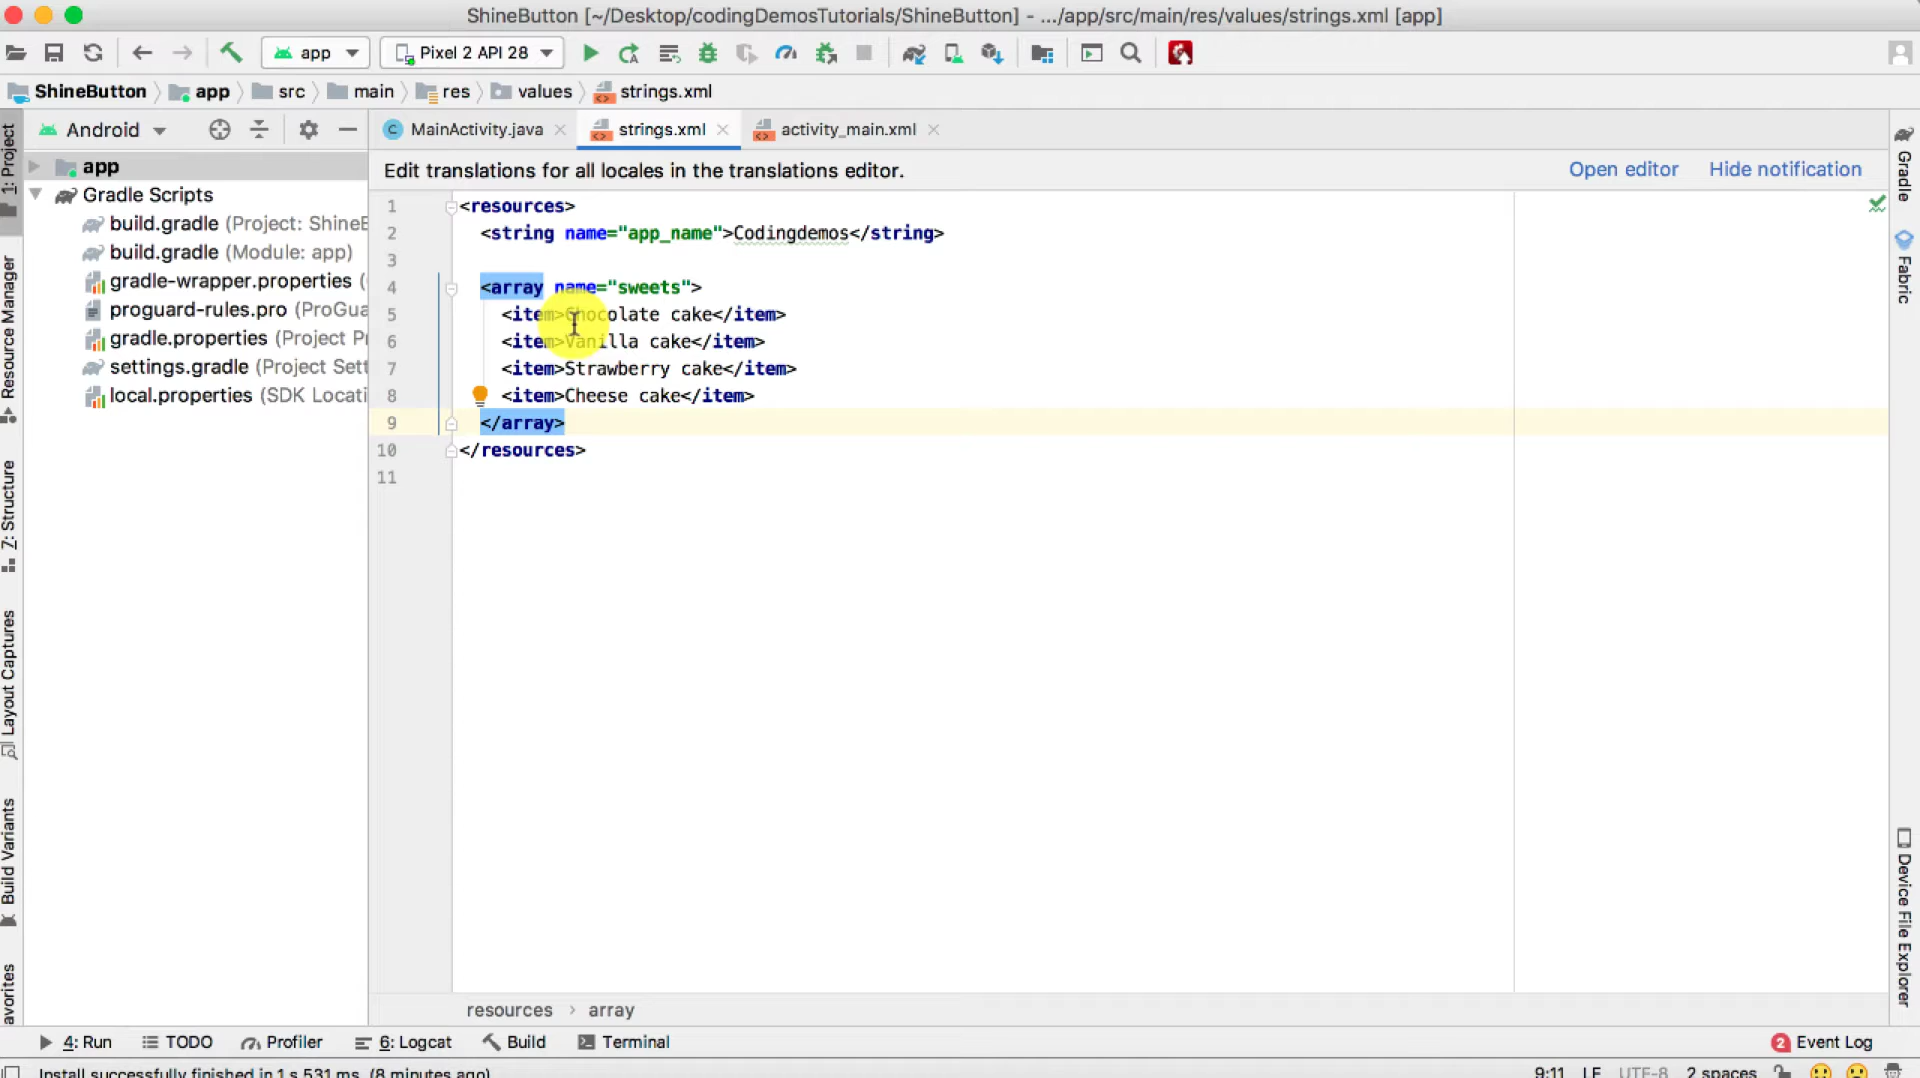 ShineButton [~/Desktop/codingDemosTutorials/ShineButton] - .../app/src/main/res/values/strings.xml [app]
app
Pixel 2 API 28
ShineButton
app
src
main
res
values
strings.xml
Android
MainActivity.java
strings.xml
activity_main.xml
Edit translations for all locales in the translations editor.
Open editor
Hide notification
1: Project
Resource Manager
Z: Structure
Layout Captures
Build Variants
avorites
app
Gradle Scripts
build.gradle (Project: ShineB
build.gradle (Module: app)
gradle-wrapper.properties (
proguard-rules.pro (ProGua
gradle.properties (Project Pr
settings.gradle (Project Sett
local.properties (SDK Locati
1 <resources>
2 <string name="app_name">Codingdemos</string>
3
4 <array name="sweets">
5 <item>Chocolate cake</item>
6 <item>Vanilla cake</item>
7 <item>Strawberry cake</item>
8 <item>Cheese cake</item>
9 </array>
10 </resources>
11
Gradle
Fabric
Device File Explorer
resources > array
4: Run
TODO
Profiler
6: Logcat
Build
Terminal
2 Event Log
Install successfully finished in 1 s 531 ms. (8 minutes ago)
9:11 LF UTF-8 2 spaces